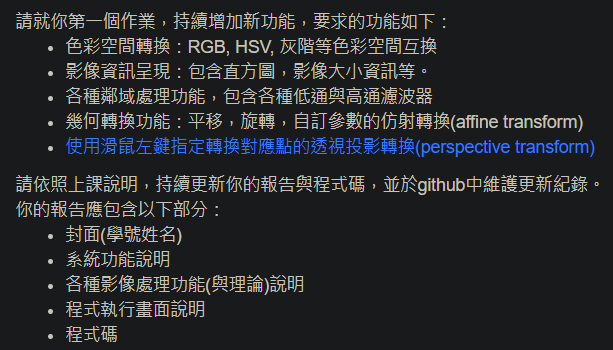 請就你第一個作業，持續增加新功能，要求的功能如下：
• 色彩空間轉換：RGB, HSV, 灰階等色彩空間互換
• 影像資訊呈現：包含直方圖，影像大小資訊等。
• 各種鄰域處理功能，包含各種低通與高通濾波器
• 幾何轉換功能：平移，旋轉，自訂參數的仿射轉換(affine transform)
• 使用滑鼠左鍵指定轉換對應點的透視投影轉換(perspective transform)
請依照上課說明，持續更新你的報告與程式碼，並於github中維護更新紀錄。
你的報告應包含以下部分：
• 封面(學號姓名)
• 系統功能說明
• 各種影像處理功能(與理論)說明
• 程式執行畫面說明
• 程式碼